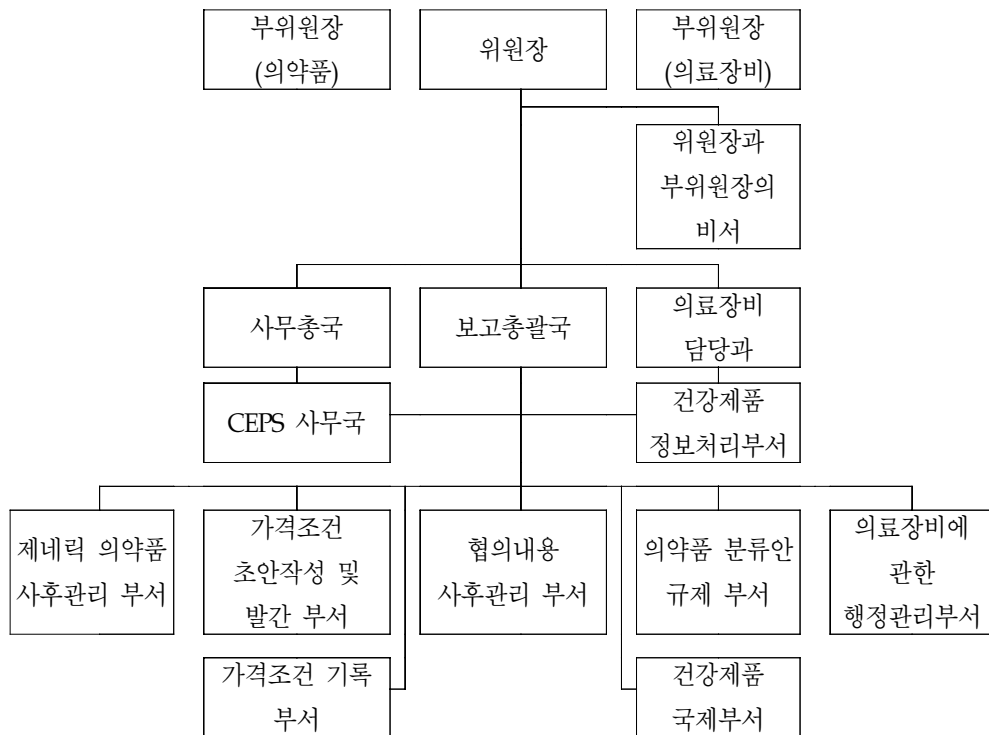 부위원장
(의약품)
위원장
부위원장
(의료장비)
위원장과
부위원장의
비서
사무총국
보고총괄국
의료장비
담당과
CEPS 사무국
건강제품
정보처리부서
제네릭 의약품
사후관리 부서
가격조건
초안작성 및
발간 부서
협의내용
사후관리 부서
의약품 분류안
규제 부서
의료장비에
관한
행정관리부서
가격조건 기록
부서
건강제품
국제부서